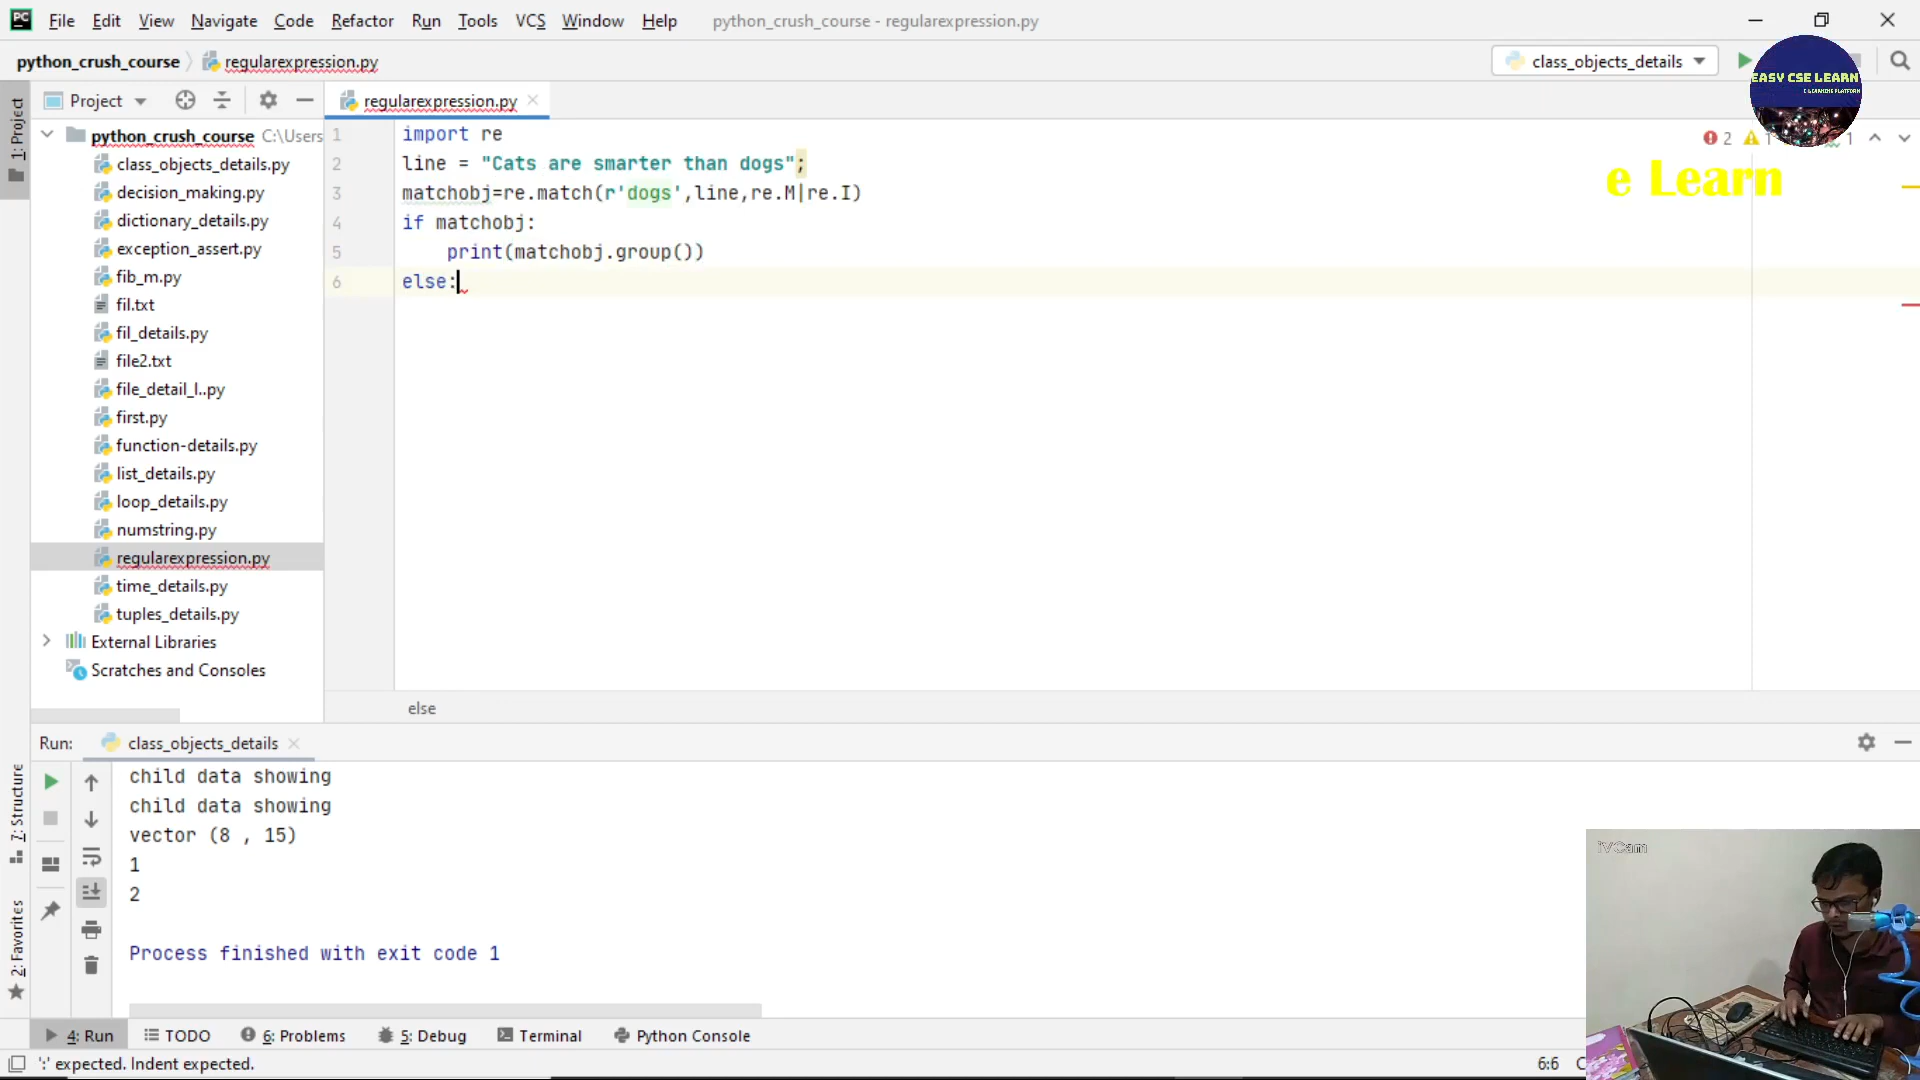 PC File Edit View Navigate Code Refactor Run Tools VCS Window Help python_crush_course - regularexpression.py
python_crush_course regularexpression.py class_objects_details
EASY CSE LEARN
E-LEARNING PLATFORM
Project regularexpression.py
1: Project
python_crush_course C:\Users
class_objects_details.py
decision_making.py
dictionary_details.py
exception_assert.py
fib_m.py
fil.txt
fil_details.py
file2.txt
file_detail_l..py
first.py
function-details.py
list_details.py
loop_details.py
numstring.py
regularexpression.py
time_details.py
tuples_details.py
External Libraries
Scratches and Consoles
1 import re
2 line = "Cats are smarter than dogs";
3 matchobj=re.match(r'dogs',line,re.M|re.I)
4 if matchobj:
5 print(matchobj.group())
6 else:
2 1 1
e Learn
else
Run: class_objects_details
child data showing
child data showing
vector (8 , 15)
1
2
Process finished with exit code 1
7: Structure
2: Favorites
iVCam
4: Run TODO 6: Problems 5: Debug Terminal Python Console
':' expected. Indent expected. 6:6